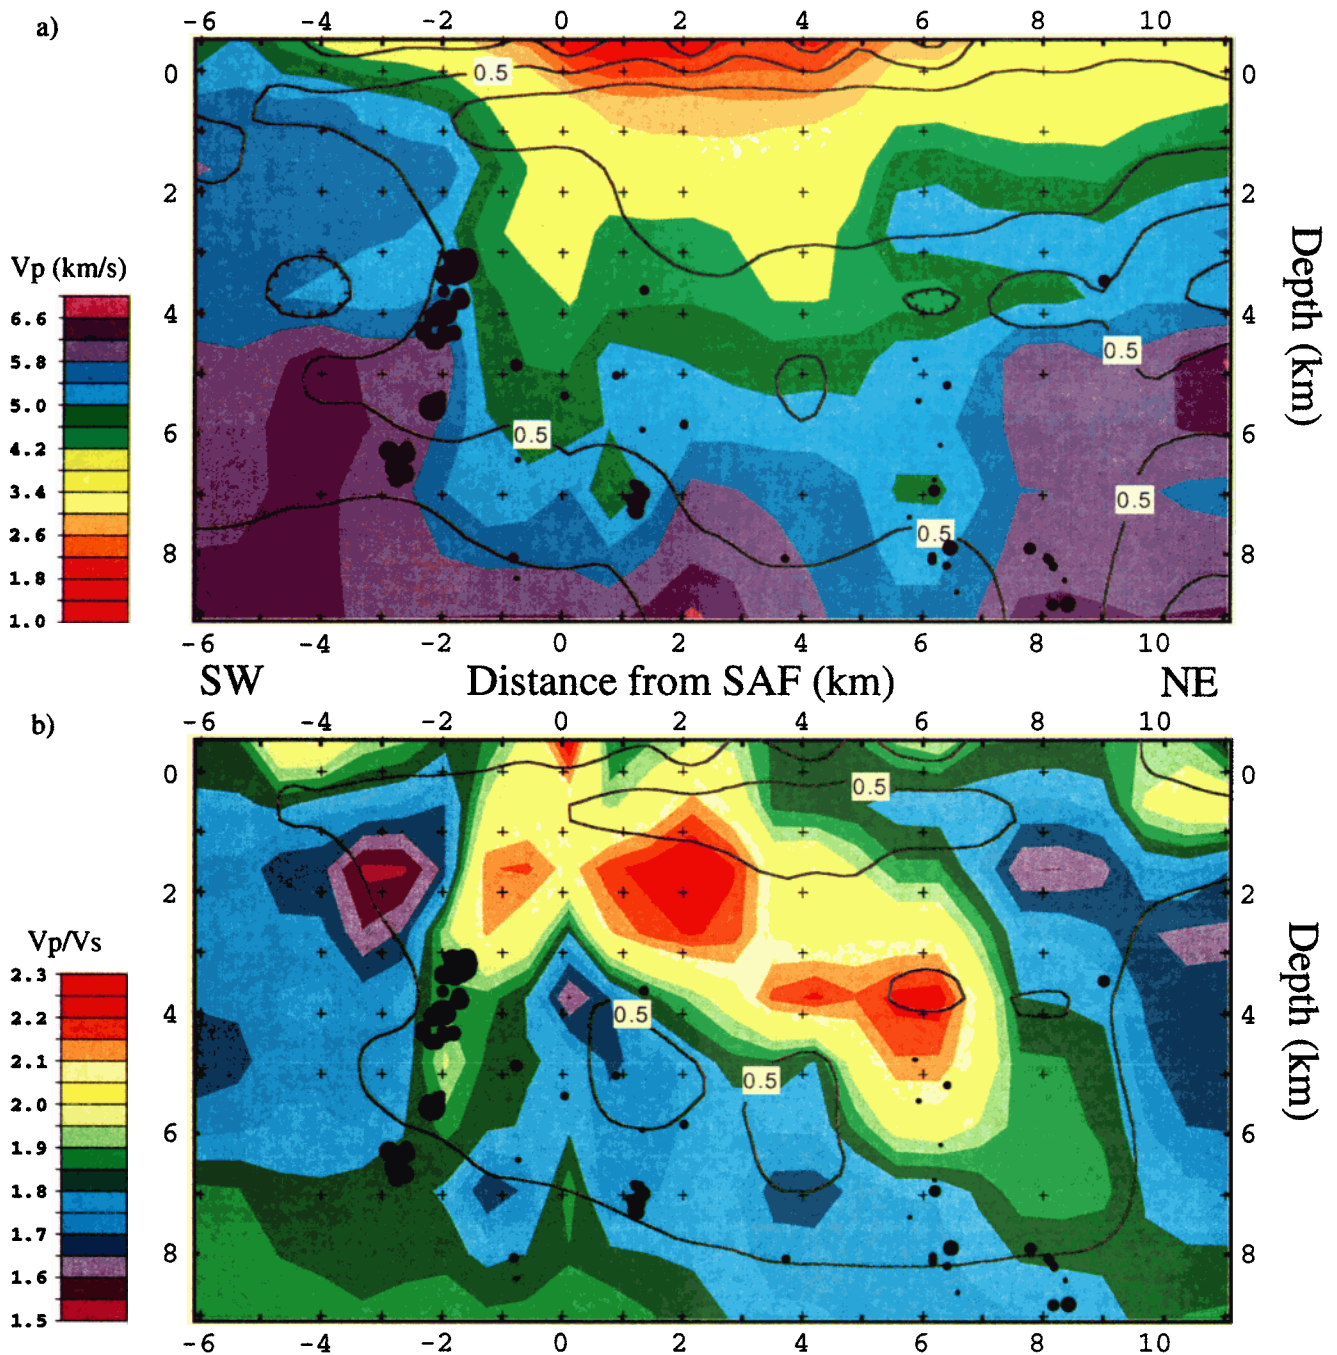 a)
-6 -4 -2 0 2 4 6 8 10
0 0.5 0
2 2
Vp (km/s)
4 4
6.6
5.8
5.0
4.2
3.4
2.6
1.8
1.0
0.5
6 0.5 6
0.5
0.5
8 8
Depth (km)
-6 -4 -2 0 2 4 6 8 10
SW Distance from SAF (km) NE
b)
-6 -4 -2 0 2 4 6 8 10
0 0.5 0
2 2
Vp/Vs
2.3
2.2
2.1
2.0
1.9
1.8
1.7
1.6
1.5
4 0.5 4
0.5
6 6
8 8
Depth (km)
-6 -4 -2 0 2 4 6 8 10